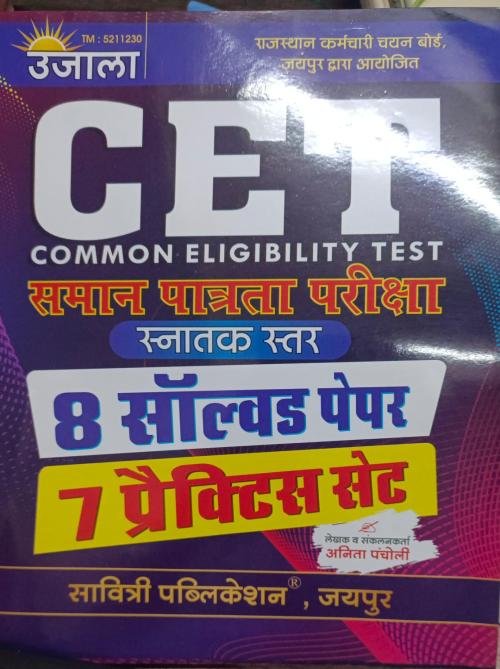 TM : 5211230
उजाला
राजस्थान कर्मचारी चयन बोर्ड,
जयपुर द्वारा आयोजित
CET
COMMON ELIGIBILITY TEST
समान पात्रता परीक्षा
स्नातक स्तर
8 सॉल्वड पेपर
7 प्रैक्टिस सेट
लेखक व संकलनकर्ता
अनिता पंचोली
सावित्री पब्लिकेशन®, जयपुर